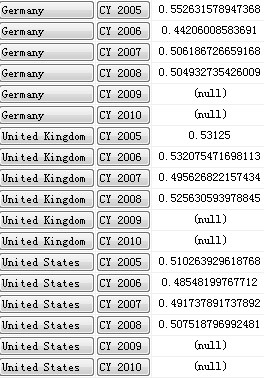 Germany CY 2005 0.552631578947368
Germany CY 2006 0.44206008583691
Germany CY 2007 0.506186726659168
Germany CY 2008 0.504932735426009
Germany CY 2009 (null)
Germany CY 2010 (null)
United Kingdom CY 2005 0.53125
United Kingdom CY 2006 0.532075471698113
United Kingdom CY 2007 0.495626822157434
United Kingdom CY 2008 0.525630593978845
United Kingdom CY 2009 (null)
United Kingdom CY 2010 (null)
United States CY 2005 0.510263929618768
United States CY 2006 0.48548199767712
United States CY 2007 0.491737891737892
United States CY 2008 0.507518796992481
United States CY 2009 (null)
United States CY 2010 (null)